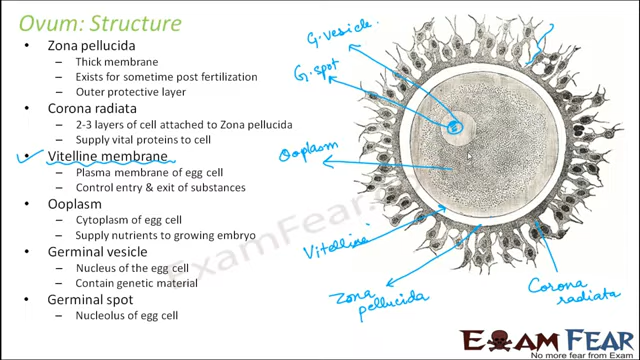 Ovum: Structure
• Zona pellucida
– Thick membrane
– Exists for sometime post fertilization
– Outer protective layer
• Corona radiata
– 2-3 layers of cell attached to Zona pellucida
– Supply vital proteins to cell
• Vitelline membrane
– Plasma membrane of egg cell
– Control entry & exit of substances
• Ooplasm
– Cytoplasm of egg cell
– Supply nutrients to growing embryo
• Germinal vesicle
– Nucleus of the egg cell
– Contain genetic material
• Germinal spot
– Nucleolus of egg cell
G. vesicle
G. spot
Ooplasm
Vitelline
Zona
pellucida
Corona
radiata
ExamFear
EXAM FEAR
No more fear from Exam